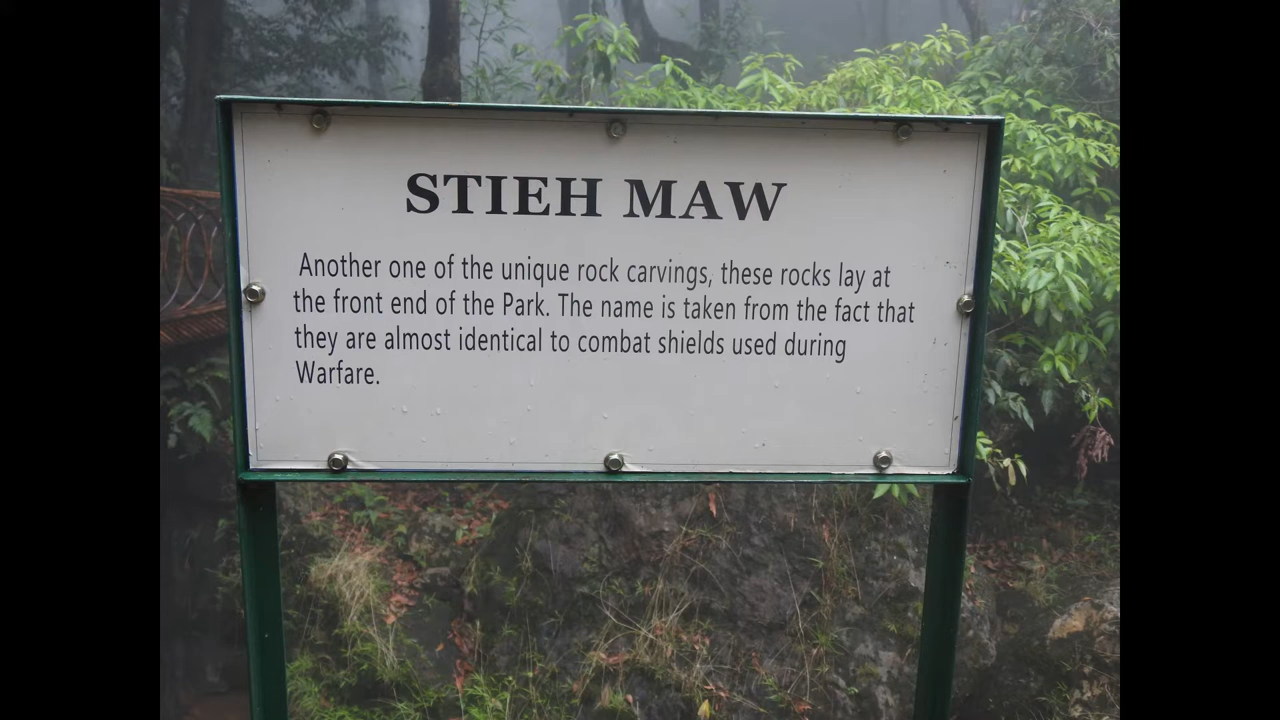 STIEH MAW
Another one of the unique rock carvings, these rocks lay at
the front end of the Park. The name is taken from the fact that
they are almost identical to combat shields used during
Warfare.